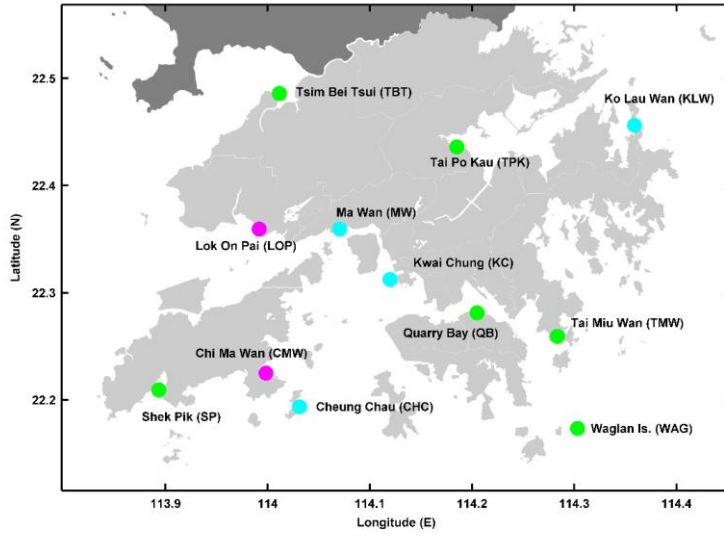 22.5
22.4
22.3
22.2
Latitude (N)
Tsim Bei Tsui (TBT)
Ko Lau Wan (KLW)
Tai Po Kau (TPK)
Ma Wan (MW)
Lok On Pai (LOP)
Kwai Chung (KC)
Tai Miu Wan (TMW)
Quarry Bay (QB)
Chi Ma Wan (CMW)
Cheung Chau (CHC)
Shek Pik (SP)
Waglan Is. (WAG)
113.9
114
114.1
114.2
114.3
114.4
Longitude (E)